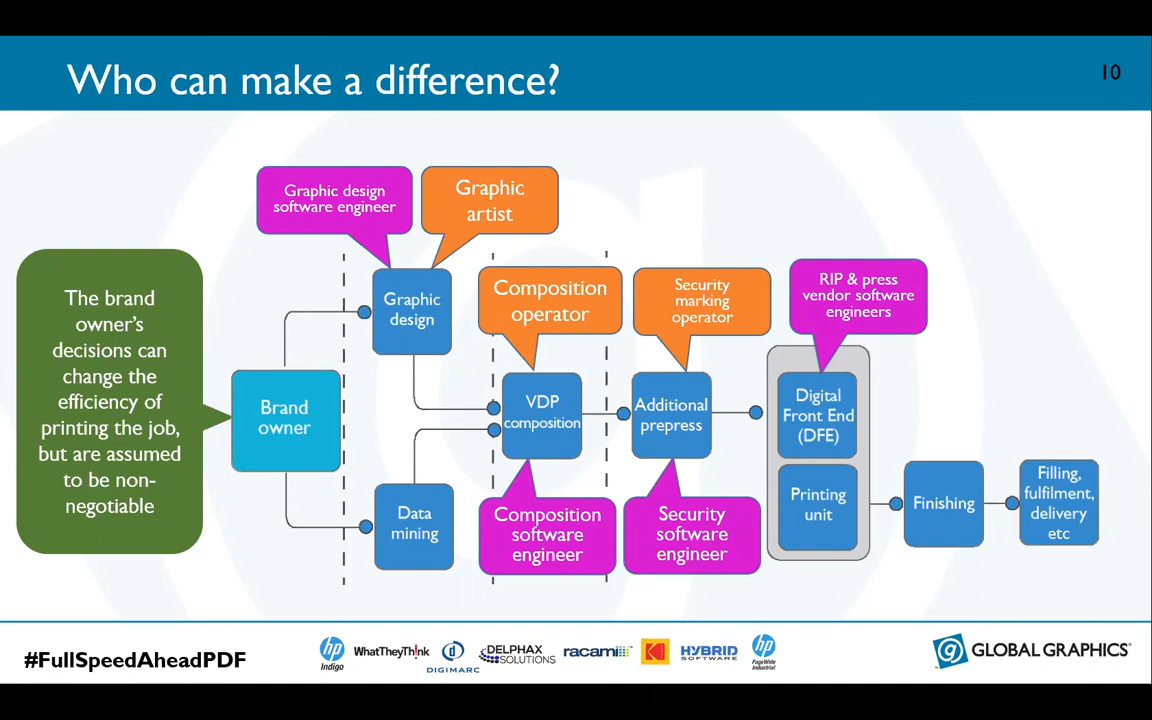 Who can make a difference?
10
Graphic design
software engineer
Graphic
artist
The brand
owner's
decisions can
change the
efficiency of
printing the job,
but are assumed
to be non-
negotiable
Brand
owner
Graphic
design
Data
mining
Composition
operator
VDP
composition
Composition
software
engineer
Security
marking
operator
Additional
prepress
Security
software
engineer
RIP & press
vendor software
engineers
Digital
Front End
(DFE)
Printing
unit
Finishing
Filling,
fulfilment,
delivery
etc
#FullSpeedAheadPDF
hp
Indigo
WhatTheyThink
DIGIMARC
DELPHAX
SOLUTIONS
racami
HYBRID
SOFTWARE
hp
PageWide
Industrial
GLOBAL GRAPHICS